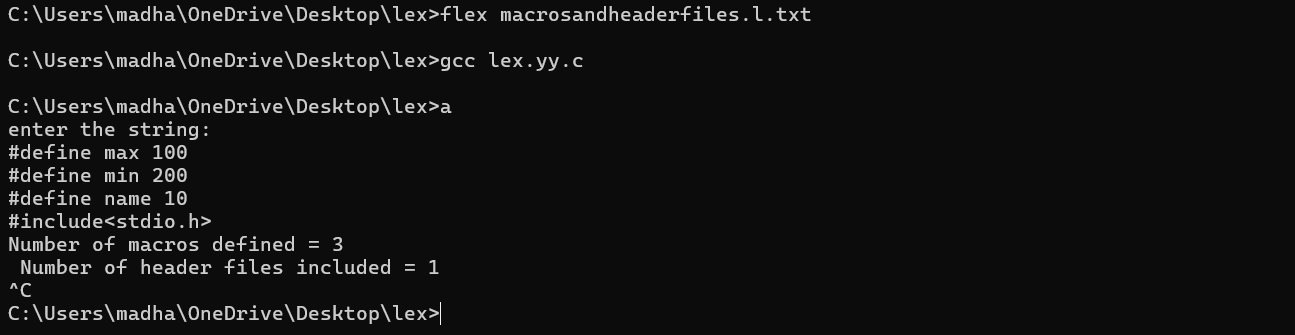 C:\Users\madha\OneDrive\Desktop\lex>flex macrosandheaderfiles.l.txt
C:\Users\madha\OneDrive\Desktop\lex>gcc lex.yy.c
C:\Users\madha\OneDrive\Desktop\lex>a
enter the string:
#define max 100
#define min 200
#define name 10
#include<stdio.h>
Number of macros defined = 3
 Number of header files included = 1
^C
C:\Users\madha\OneDrive\Desktop\lex>